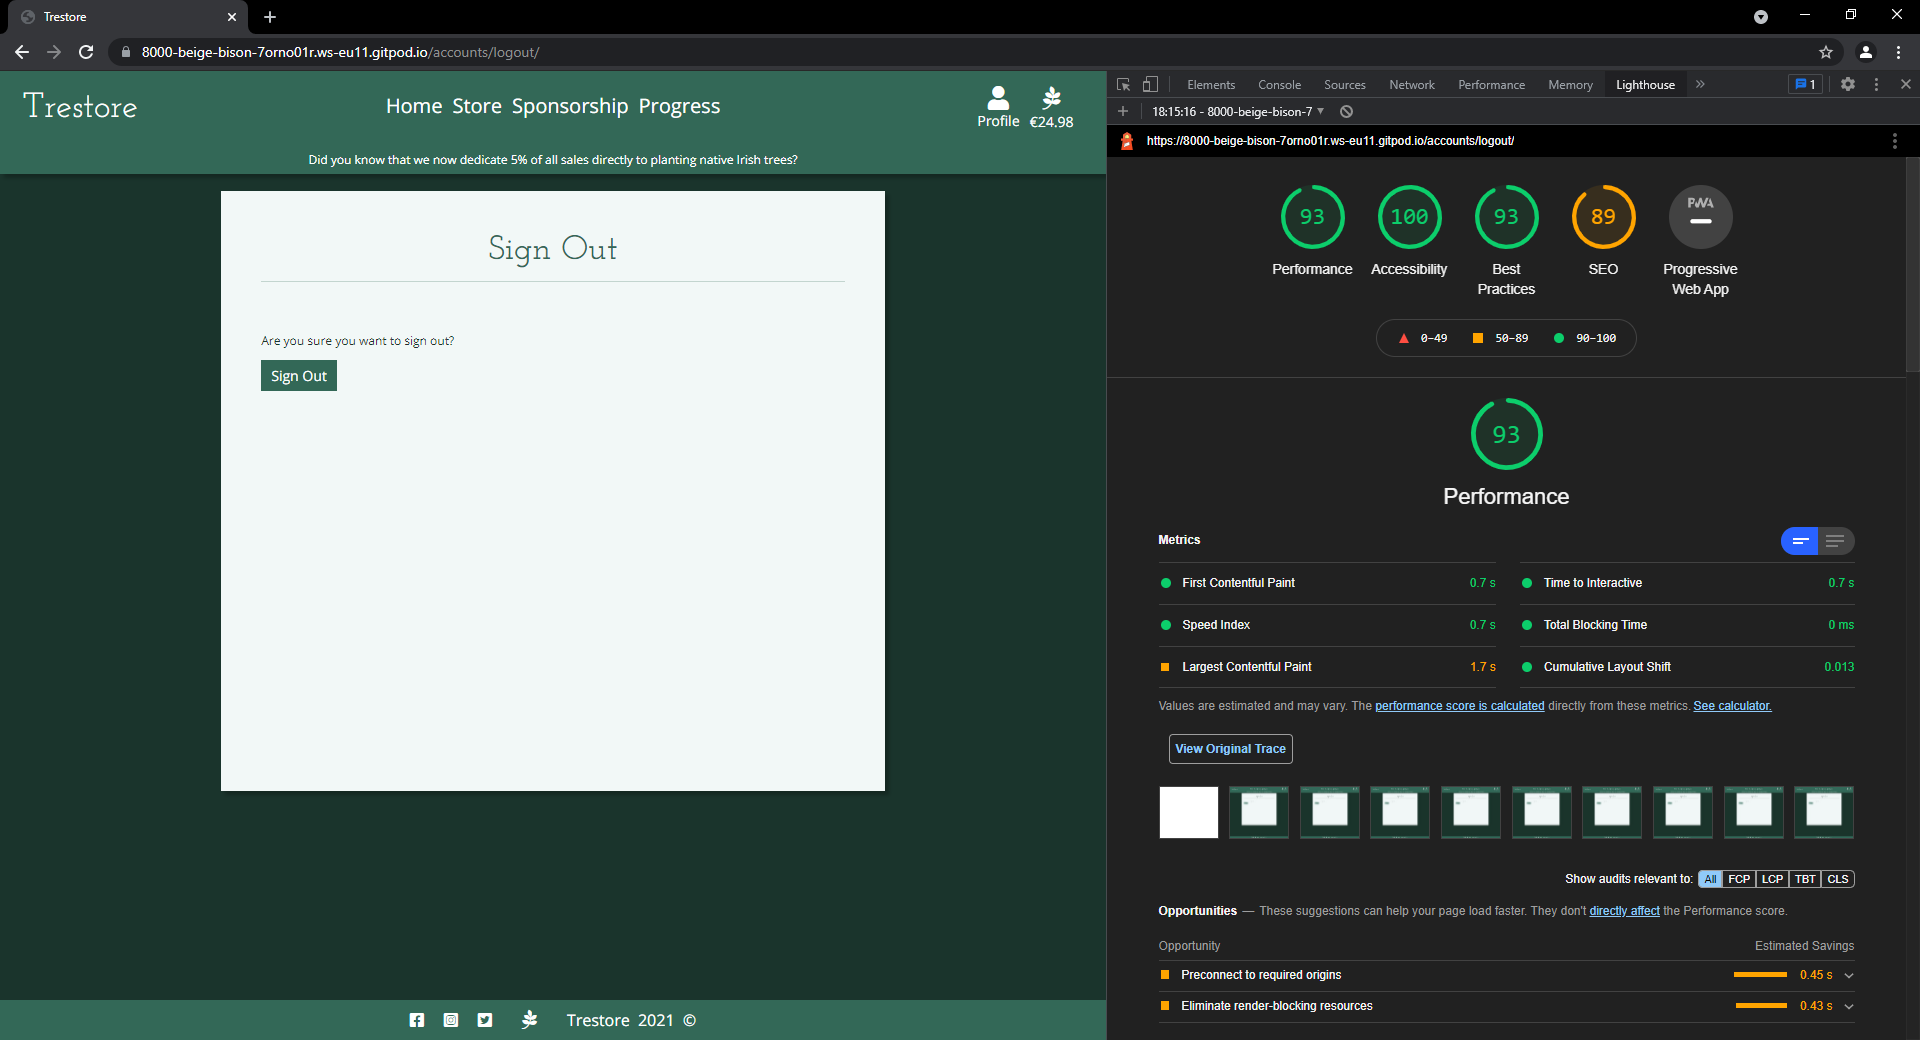 Trestore
8000-beige-bison-7orno01r.ws-eu11.gitpod.io/accounts/logout/
Trestore
Home Store Sponsorship Progress
Profile €24.98
Did you know that we now dedicate 5% of all sales directly to planting native Irish trees?
Sign Out
Are you sure you want to sign out?
Sign Out
Trestore 2021 ©
Elements Console Sources Network Performance Memory Lighthouse » 1
18:15:16 - 8000-beige-bison-7
https://8000-beige-bison-7orno01r.ws-eu11.gitpod.io/accounts/logout/
93 100 93 89 PWA
Performance Accessibility Best Practices SEO Progressive Web App
0–49 50–89 90–100
93
Performance
Metrics
First Contentful Paint 0.7 s
Time to Interactive 0.7 s
Speed Index 0.7 s
Total Blocking Time 0 ms
Largest Contentful Paint 1.7 s
Cumulative Layout Shift 0.013
Values are estimated and may vary. The performance score is calculated directly from these metrics. See calculator.
View Original Trace
Show audits relevant to: All FCP LCP TBT CLS
Opportunities — These suggestions can help your page load faster. They don't directly affect the Performance score.
Opportunity Estimated Savings
Preconnect to required origins 0.45 s
Eliminate render-blocking resources 0.43 s